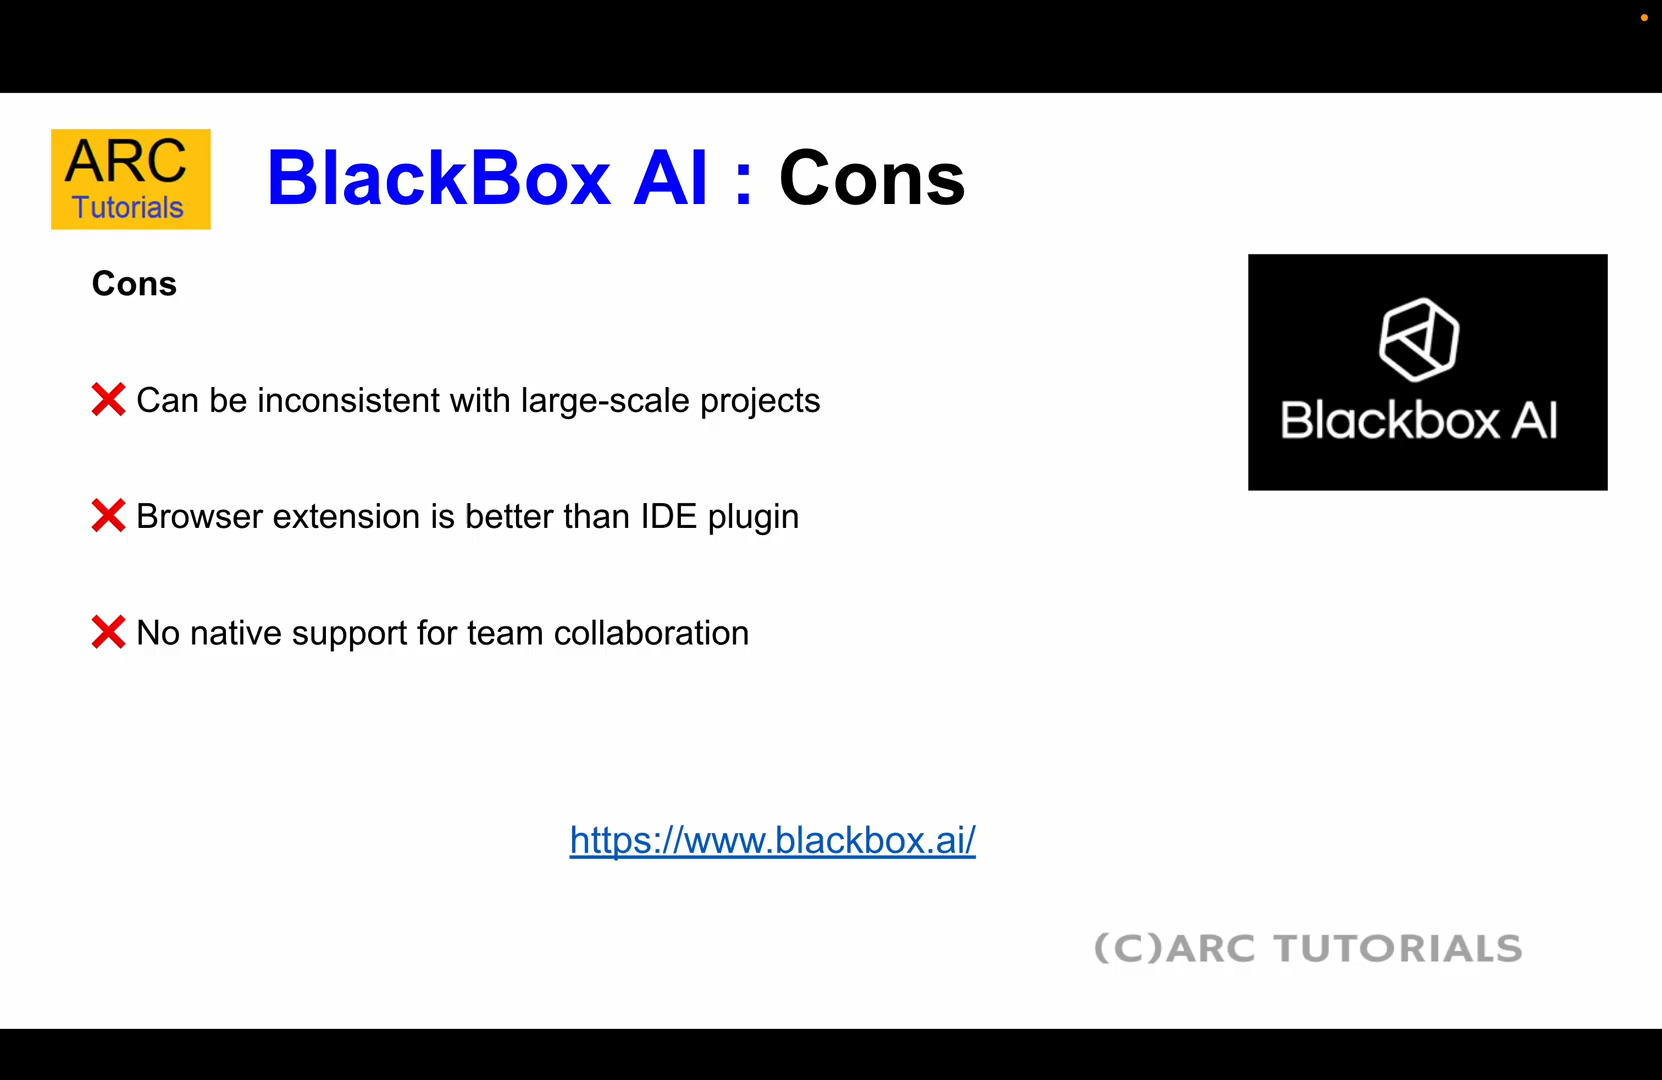 ARC
Tutorials
BlackBox AI : Cons
Cons
❌ Can be inconsistent with large-scale projects
❌ Browser extension is better than IDE plugin
❌ No native support for team collaboration
Blackbox AI
https://www.blackbox.ai/
(C)ARC TUTORIALS